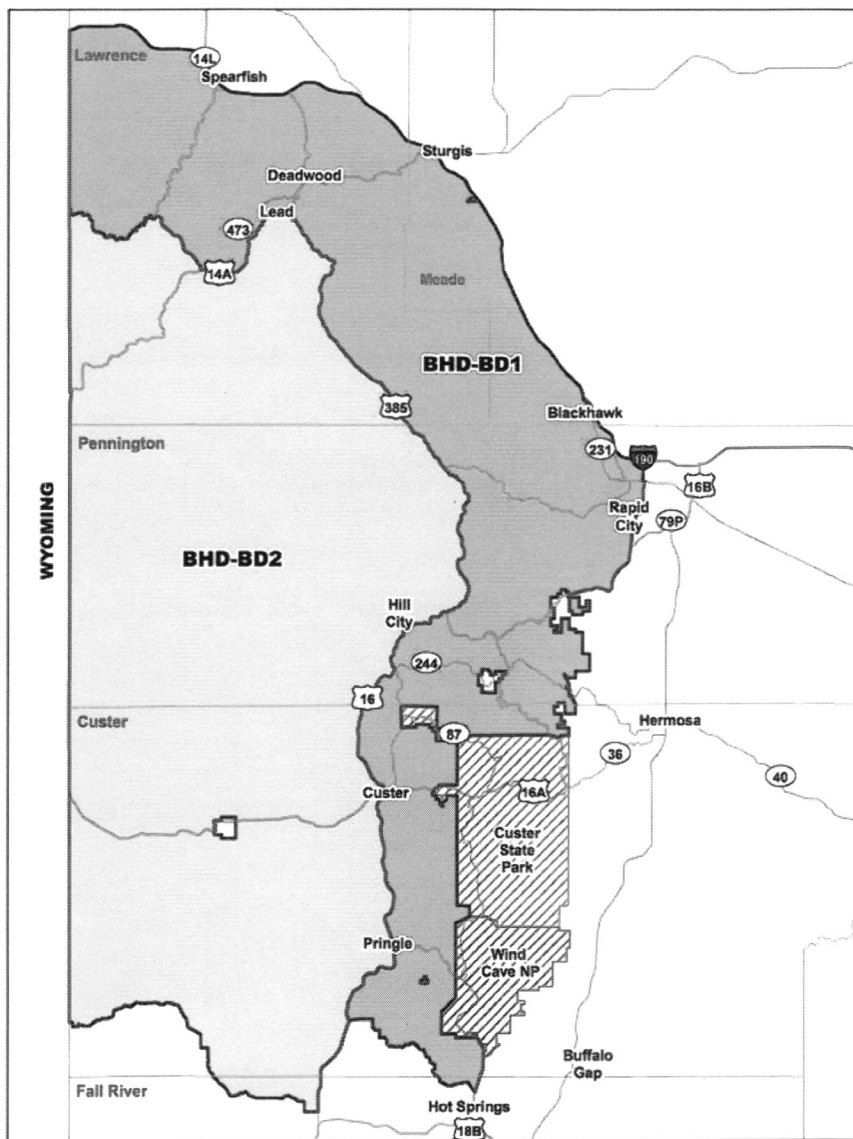 Lawrence
14L
Spearfish
Sturgis
Deadwood
Lead
473
14A
Meade
BHD-BD1
385
Blackhawk
Pennington
231
190
16B
Rapid
City
79P
WYOMING
BHD-BD2
Hill
City
244
16
Custer
87
Hermosa
36
40
Custer
16A
Custer
State
Park
Pringle
Wind
Cave NP
Buffalo
Gap
Fall River
Hot Springs
18B